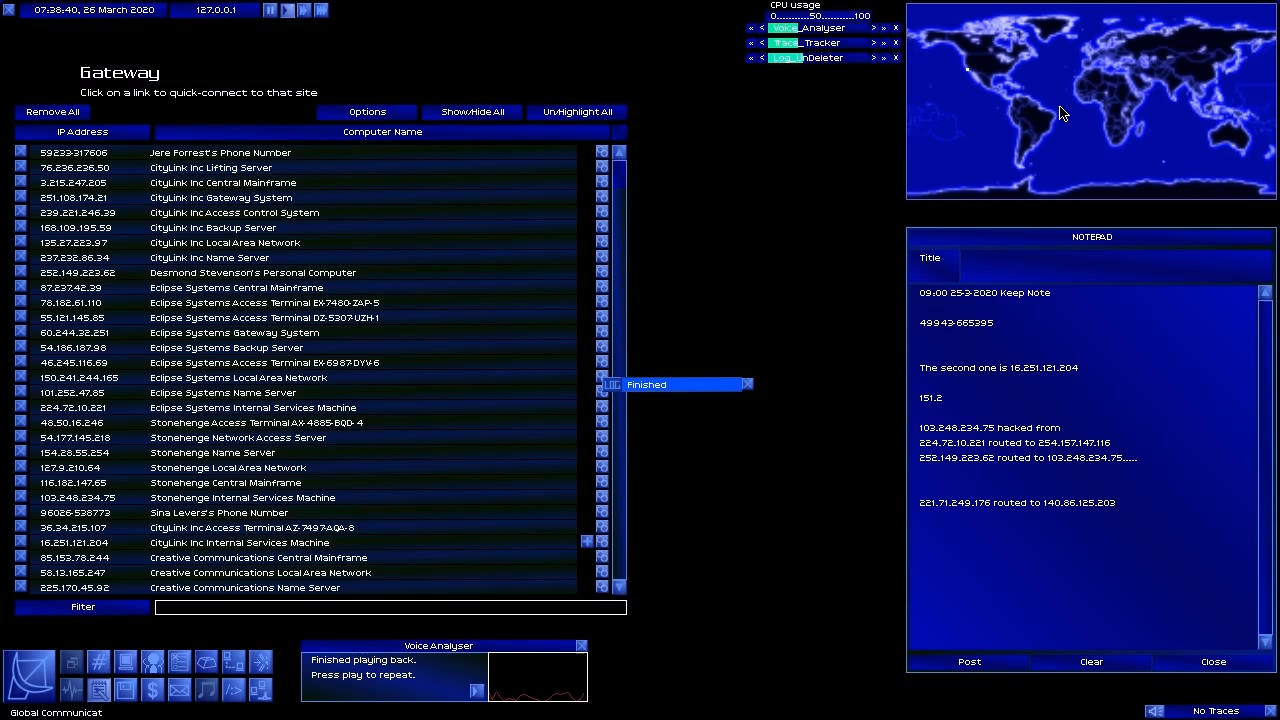 07:38:40, 26 March 2020
127.0.0.1
CPU usage
0..........50..........100
« < Voice_Analyser > » x
« < Trace_Tracker > » x
« < Log_UnDeleter > » x
Gateway
Click on a link to quick-connect to that site
Remove All Options Show/Hide All Un/Highlight All
IP Address Computer Name
59233-317606 Jere Forrest's Phone Number
76.236.236.50 CityLink Inc Lifting Server
3.215.247.205 CityLink Inc Central Mainframe
251.108.174.21 CityLink Inc Gateway System
239.221.246.39 CityLink Inc Access Control System
168.109.195.59 CityLink Inc Backup Server
135.17.223.97 CityLink Inc Local Area Network
237.218.86.34 CityLink Inc Name Server
252.149.223.62 Desmond Stevenson's Personal Computer
87.237.42.39 Eclipse Systems Central Mainframe
78.182.61.110 Eclipse Systems Access Terminal EX-7480-ZAP-5
55.121.145.85 Eclipse Systems Access Terminal DZ-5307-UZH-1
60.244.32.251 Eclipse Systems Gateway System
54.186.187.98 Eclipse Systems Backup Server
46.245.116.69 Eclipse Systems Access Terminal EX-6987-DYV-6
150.241.244.165 Eclipse Systems Local Area Network
101.252.47.85 Eclipse Systems Name Server
224.72.10.221 Eclipse Systems Internal Services Machine
Stonehenge Access Terminal
54.177.145.218 Stonehenge Network Access Server
154.168.55.254 Stonehenge Name Server
127.9.210.64 Stonehenge Local Area Network
116.182.147.65 Stonehenge Central Mainframe
103.248.234.75 Stonehenge Internal Services Machine
96026-538773 Sina Levers's Phone Number
36.34.215.107 CityLink Inc Access Terminal AZ-7497-AQA-8
16.251.121.204 CityLink Inc Internal Services Machine
85.153.78.244 Creative Communications Central Mainframe
58.13.165.247 Creative Communications Local Area Network
225.170.45.92 Creative Communications Name Server
Filter
LOG Finished
NOTEPAD
Title
09:00 25-3-2020 Keep Note
49943-665395
The second one is 16.251.121.204
151.2
103.248.234.75 hacked from
224.72.10.221 routed to 254.157.147.116
252.149.223.62 routed to 103.248.234.75.....
221.71.249.176 routed to 140.86.125.203
Post Clear Close
Voice Analyser
Finished playing back.
Press play to repeat.
Global Communicat
No Traces